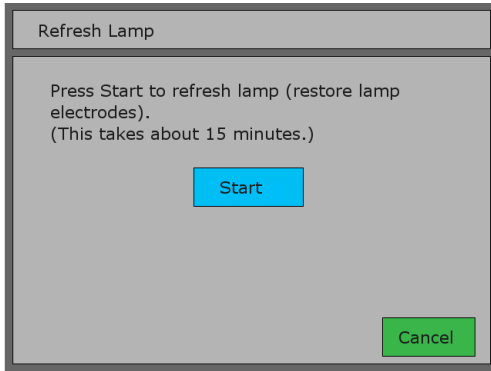 Refresh Lamp
Press Start to refresh lamp (restore lamp
electrodes).
(This takes about 15 minutes.)
Start
Cancel